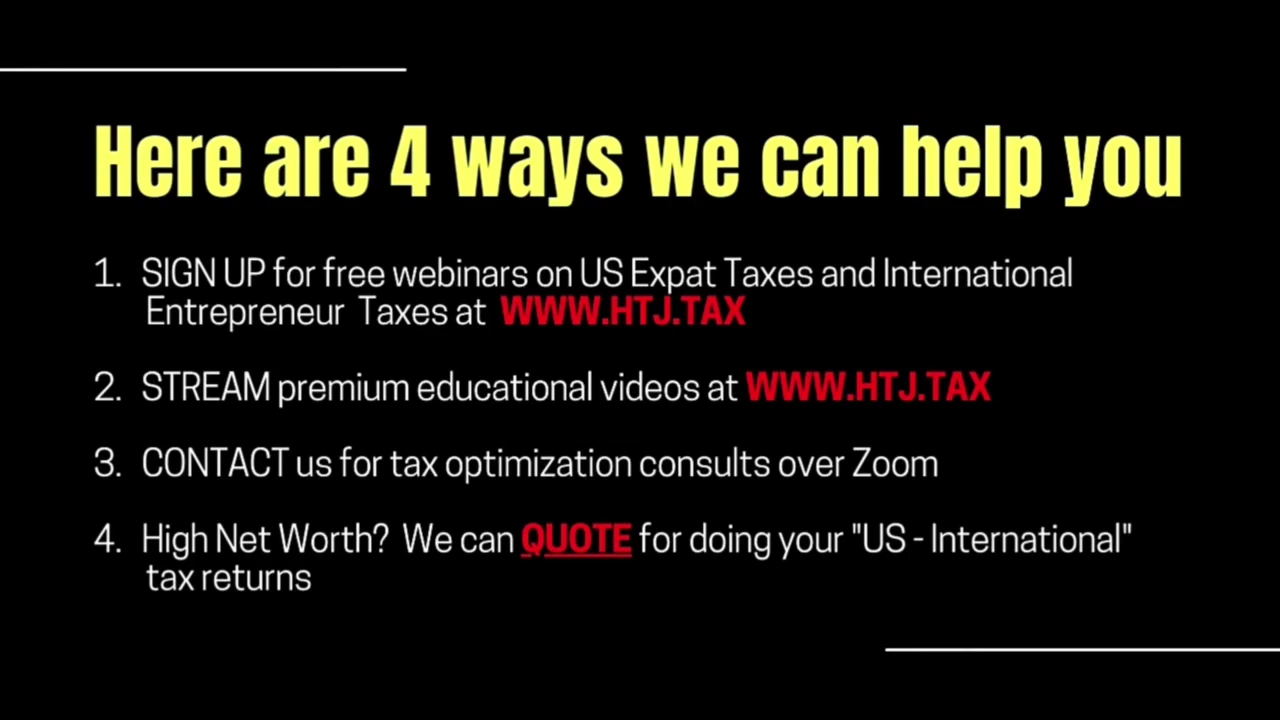 Here are 4 ways we can help you
1. SIGN UP for free webinars on US Expat Taxes and International
Entrepreneur Taxes at WWW.HTJ.TAX
2. STREAM premium educational videos at WWW.HTJ.TAX
3. CONTACT us for tax optimization consults over Zoom
4. High Net Worth? We can QUOTE for doing your "US - International"
tax returns